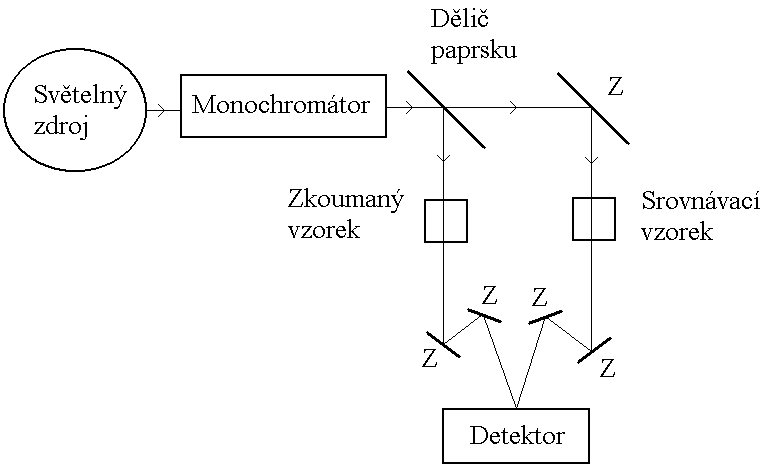 Dělič
paprsku
Světelný
zdroj
Monochromátor
Z
Zkoumaný
vzorek
Srovnávací
vzorek
Z
Z
Z
Z
Detektor